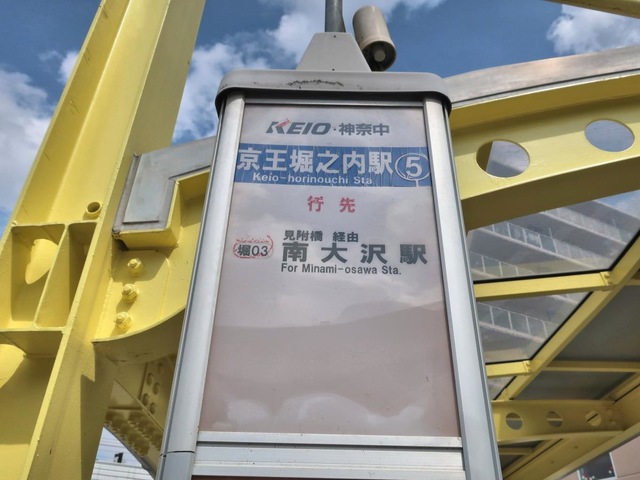 KEIO・神奈中
京王堀之内駅 5
Keio-horinouchi Sta.
行先
見附橋 経由
堀03 南大沢駅
For Minami-osawa Sta.